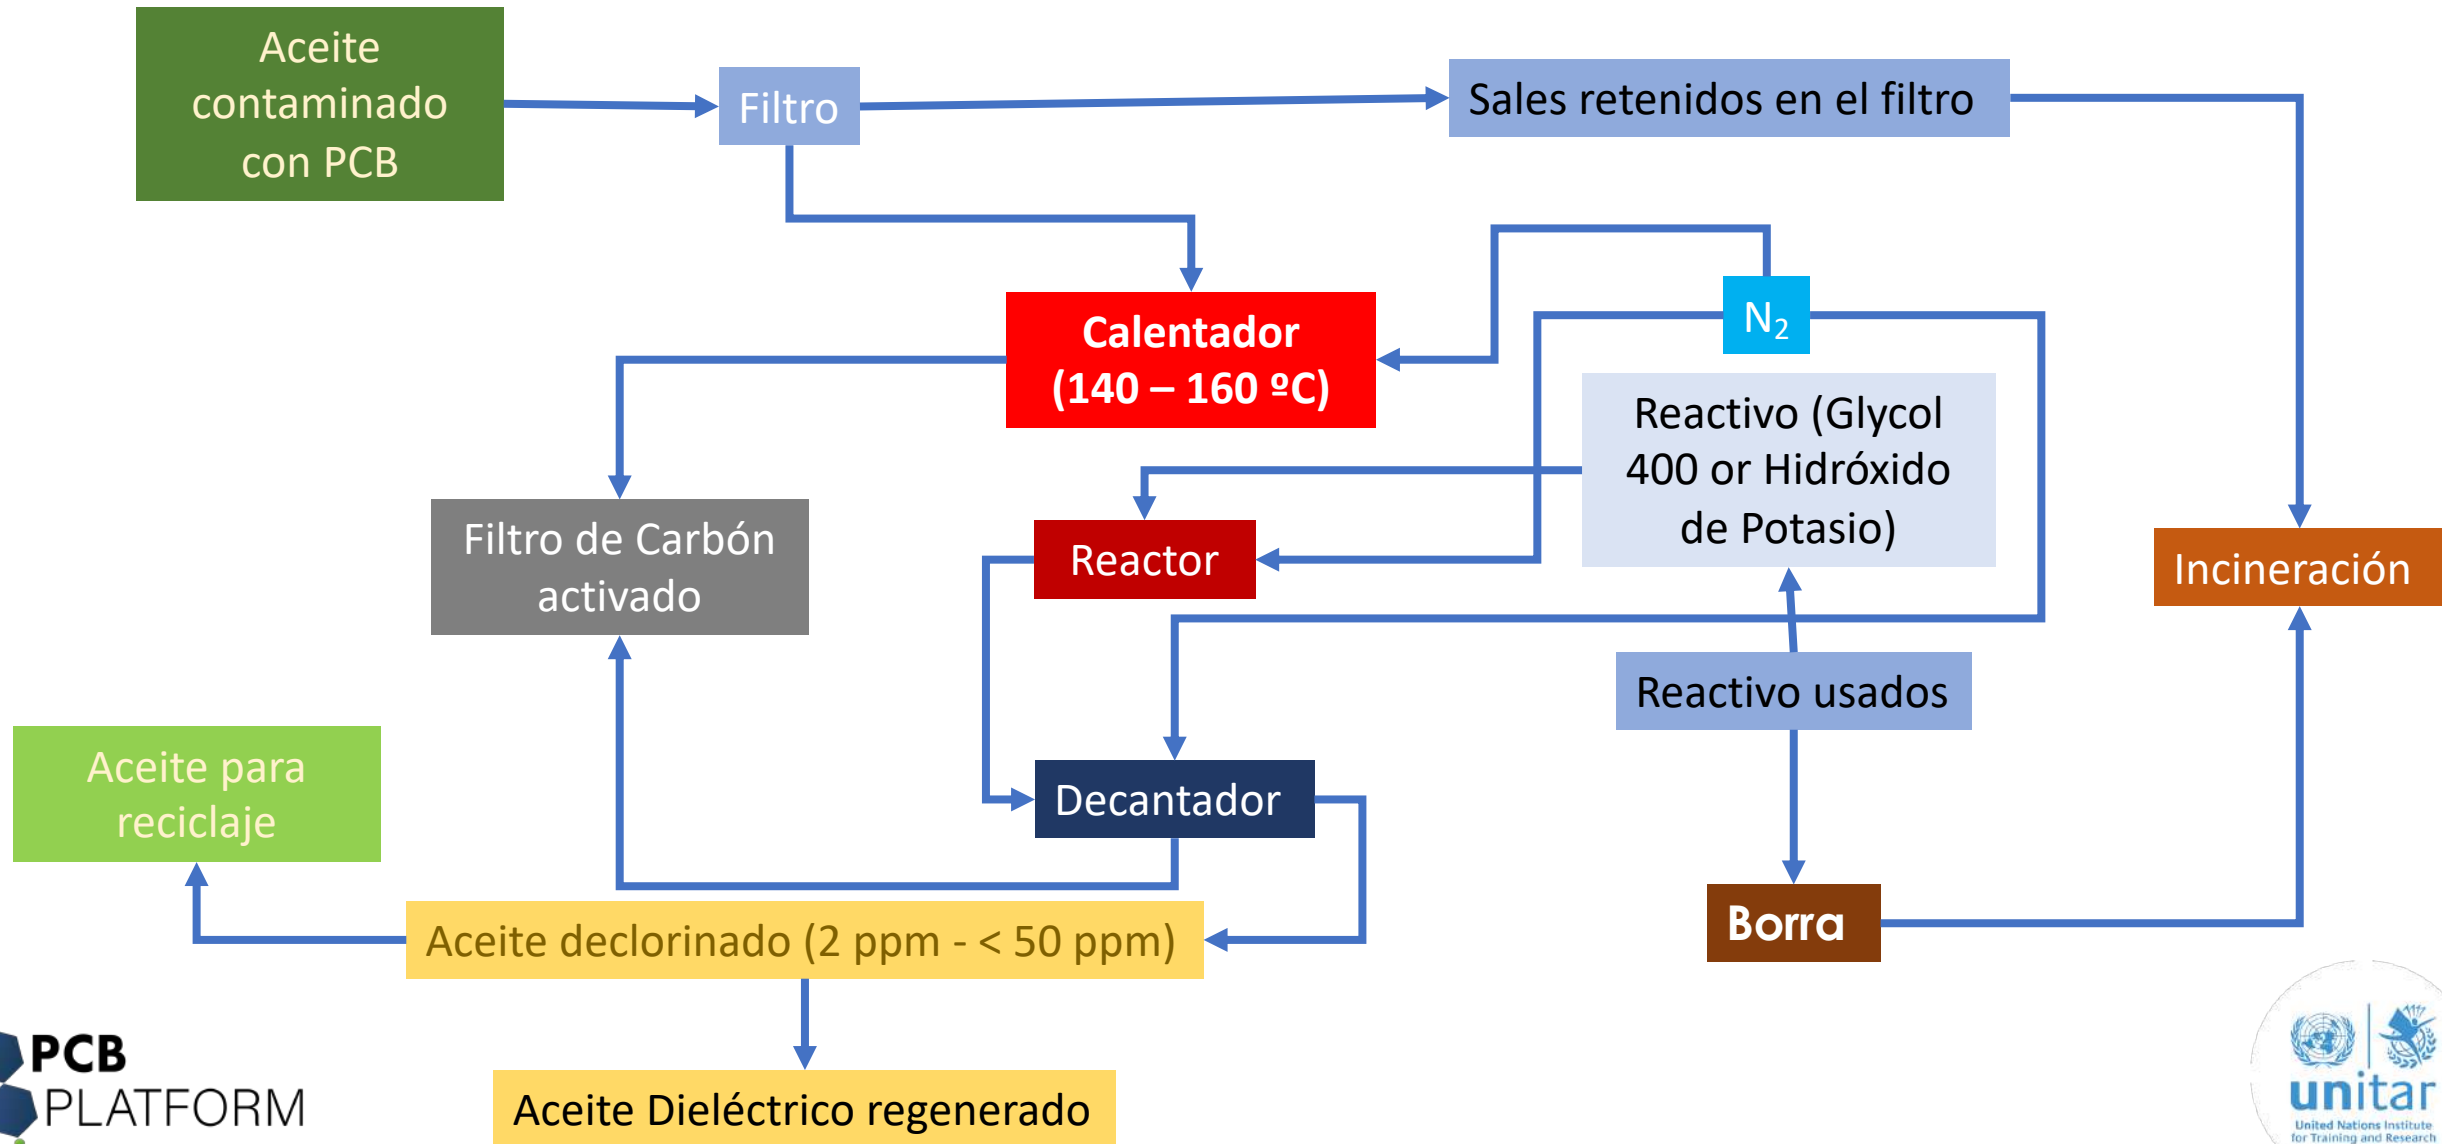 Aceite
contaminado
con PCB
Filtro
Sales retenidos en el filtro
N₂
Calentador
(140 – 160 ºC)
Reactivo (Glycol
400 or Hidróxido
de Potasio)
Filtro de Carbón
activado
Reactor
Incineración
Reactivo usados
Aceite para
reciclaje
Decantador
Borra
Aceite declorinado (2 ppm - < 50 ppm)
Aceite Dieléctrico regenerado
PCB
PLATFORM
unitar
United Nations Institute
for Training and Research